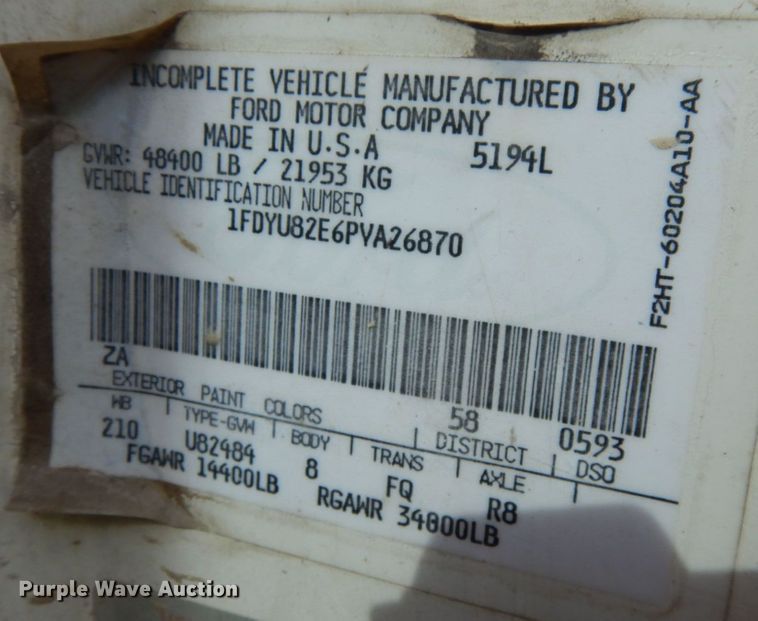 INCOMPLETE VEHICLE MANUFACTURED BY
FORD MOTOR COMPANY
MADE IN U.S.A 5194L
GVWR: 48400 LB / 21953 KG
VEHICLE IDENTIFICATION NUMBER
1FDYU82E6PVA26870
F2HT-60204A10-AA
ZA
EXTERIOR PAINT COLORS 58 DISTRICT 0593 DSO
WB TYPE-GVW BODY TRANS AXLE
210 U82484 8 FQ R8
FGAWR 14400LB RGAWR 34000LB
Purple Wave Auction